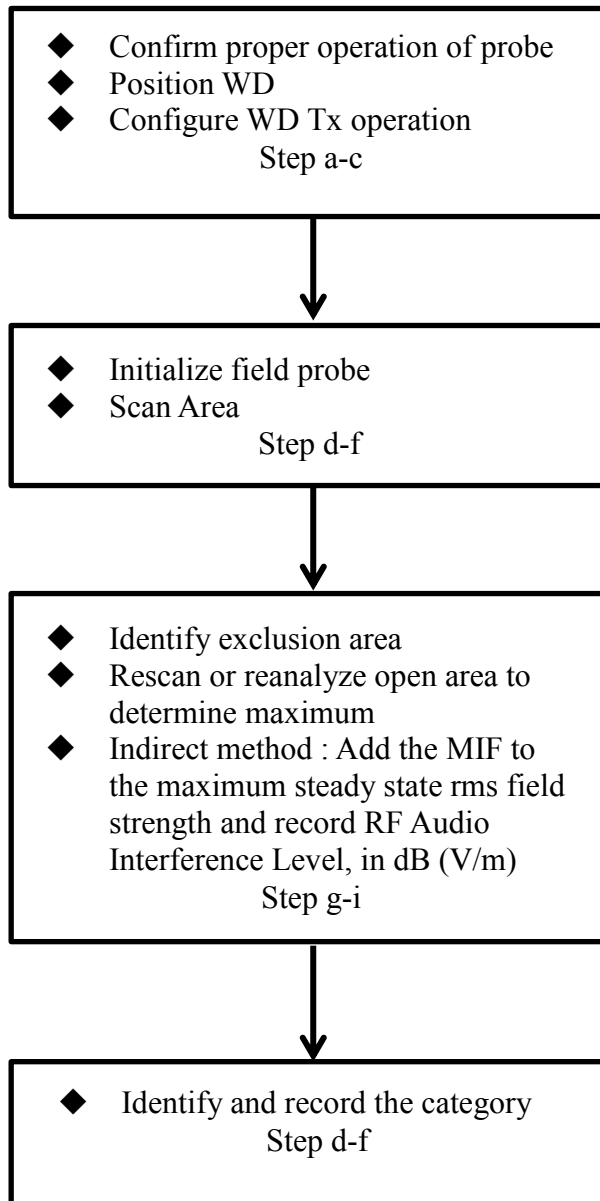 ◆ Confirm proper operation of probe
◆ Position WD
◆ Configure WD Tx operation
Step a-c
◆ Initialize field probe
◆ Scan Area
Step d-f
◆ Identify exclusion area
◆ Rescan or reanalyze open area to
determine maximum
◆ Indirect method : Add the MIF to
the maximum steady state rms field
strength and record RF Audio
Interference Level, in dB (V/m)
Step g-i
◆ Identify and record the category
Step d-f